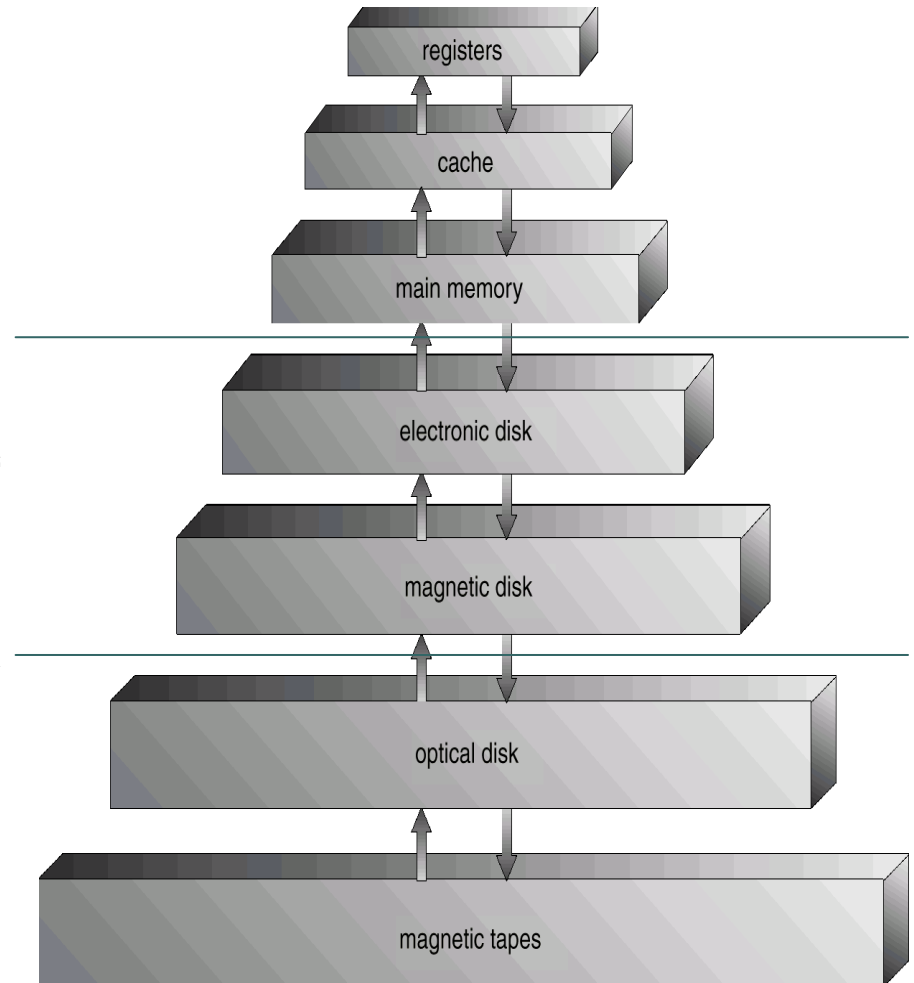 registers
cache
main memory
electronic disk
magnetic disk
optical disk
magnetic tapes